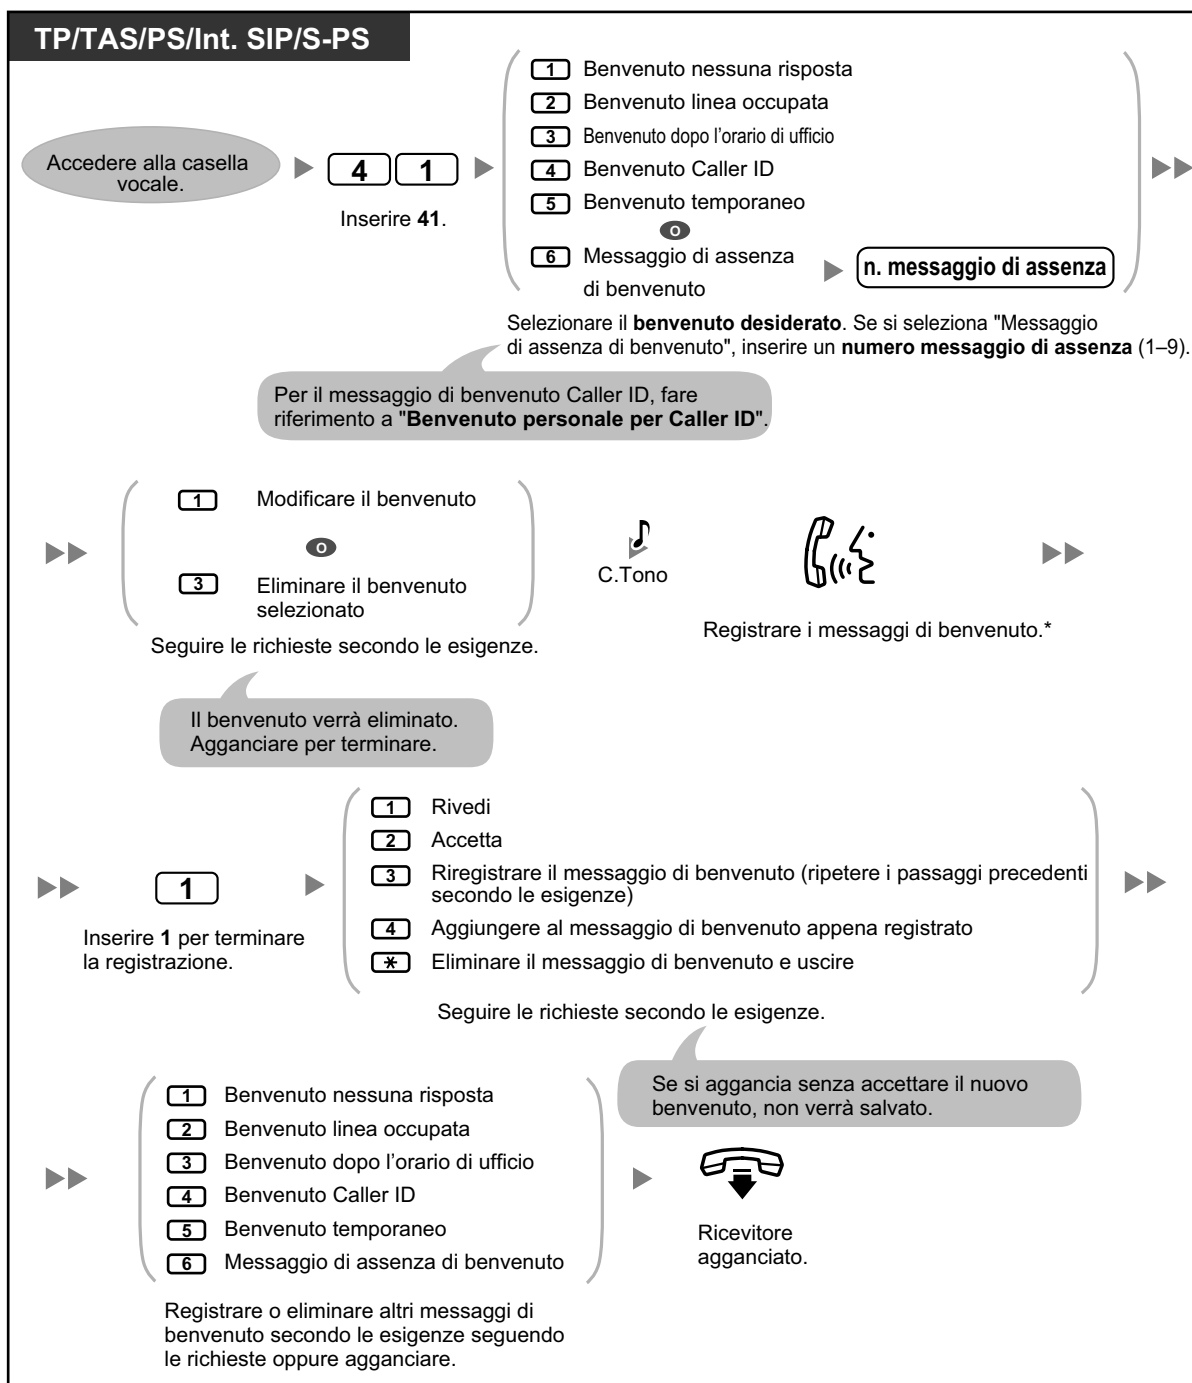 TP/TAS/PS/Int. SIP/S-PS
Accedere alla casella
vocale.
4 1
Inserire 41.
1 Benvenuto nessuna risposta
2 Benvenuto linea occupata
3 Benvenuto dopo l'orario di ufficio
4 Benvenuto Caller ID
5 Benvenuto temporaneo
O
6 Messaggio di assenza
di benvenuto
n. messaggio di assenza
Selezionare il benvenuto desiderato. Se si seleziona "Messaggio
di assenza di benvenuto", inserire un numero messaggio di assenza (1–9).
Per il messaggio di benvenuto Caller ID, fare
riferimento a "Benvenuto personale per Caller ID".
1 Modificare il benvenuto
O
3 Eliminare il benvenuto
selezionato
Seguire le richieste secondo le esigenze.
C.Tono
Registrare i messaggi di benvenuto.*
Il benvenuto verrà eliminato.
Agganciare per terminare.
1
Inserire 1 per terminare
la registrazione.
1 Rivedi
2 Accetta
3 Riregistrare il messaggio di benvenuto (ripetere i passaggi precedenti
secondo le esigenze)
4 Aggiungere al messaggio di benvenuto appena registrato
* Eliminare il messaggio di benvenuto e uscire
Seguire le richieste secondo le esigenze.
Se si aggancia senza accettare il nuovo
benvenuto, non verrà salvato.
1 Benvenuto nessuna risposta
2 Benvenuto linea occupata
3 Benvenuto dopo l'orario di ufficio
4 Benvenuto Caller ID
5 Benvenuto temporaneo
6 Messaggio di assenza di benvenuto
Registrare o eliminare altri messaggi di
benvenuto secondo le esigenze seguendo
le richieste oppure agganciare.
Ricevitore
agganciato.